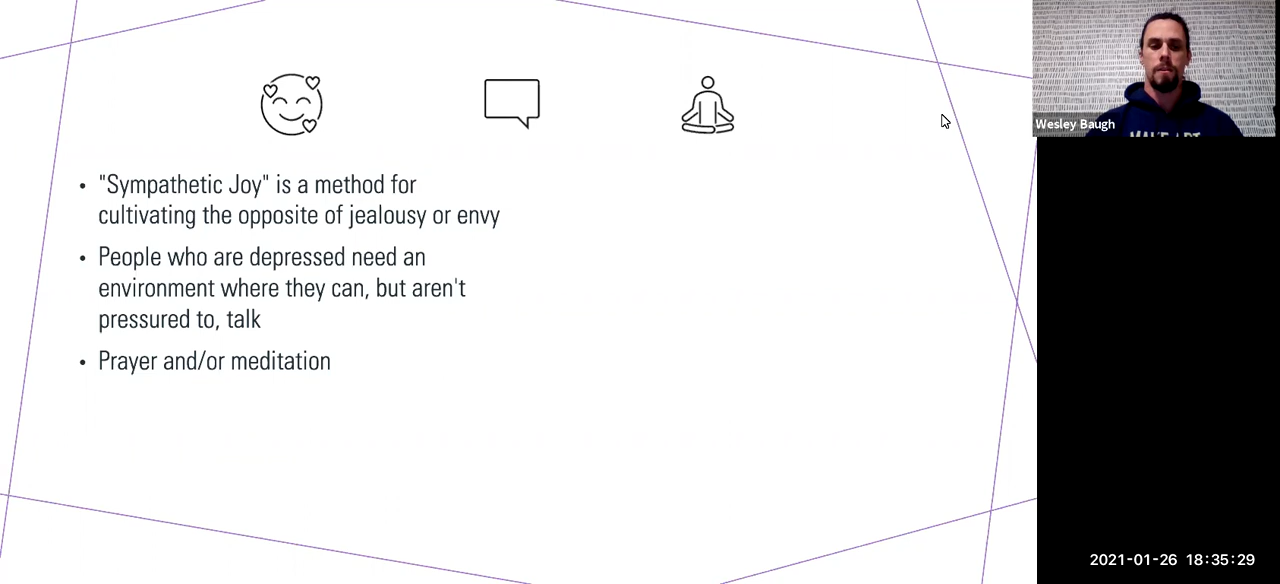 "Sympathetic Joy" is a method for
cultivating the opposite of jealousy or envy
People who are depressed need an
environment where they can, but aren't
pressured to, talk
Prayer and/or meditation
Wesley Baugh
MAKE ART
2021-01-26 18:35:29